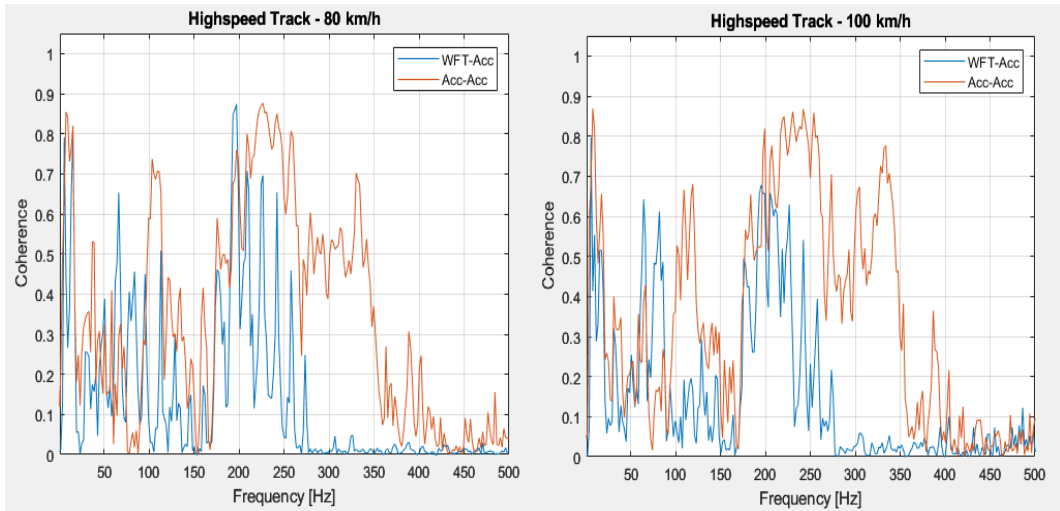 Highspeed Track - 80 km/h
WFT-Acc
Acc-Acc
Coherence
1
0.9
0.8
0.7
0.6
0.5
0.4
0.3
0.2
0.1
0
50 100 150 200 250 300 350 400 450 500
Frequency [Hz]
Highspeed Track - 100 km/h
WFT-Acc
Acc-Acc
Coherence
1
0.9
0.8
0.7
0.6
0.5
0.4
0.3
0.2
0.1
0
50 100 150 200 250 300 350 400 450 500
Frequency [Hz]